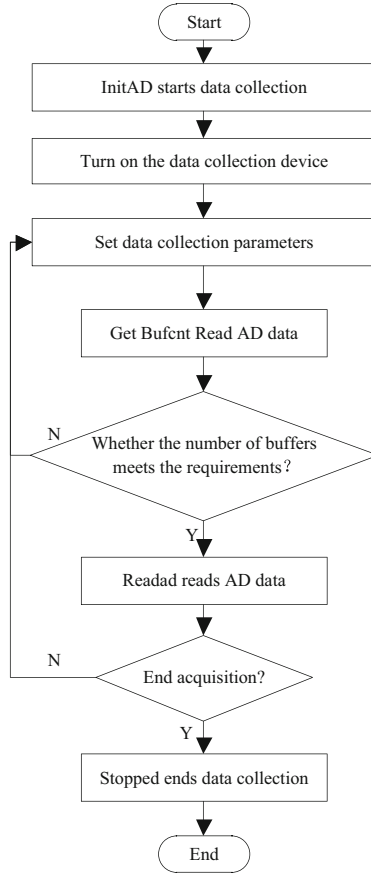 Start
InitAD starts data collection
Turn on the data collection device
Set data collection parameters
Get Bufcnt Read AD data
N
Whether the number of buffers
meets the requirements?
Y
Readad reads AD data
N
End acquisition?
Y
Stopped ends data collection
End